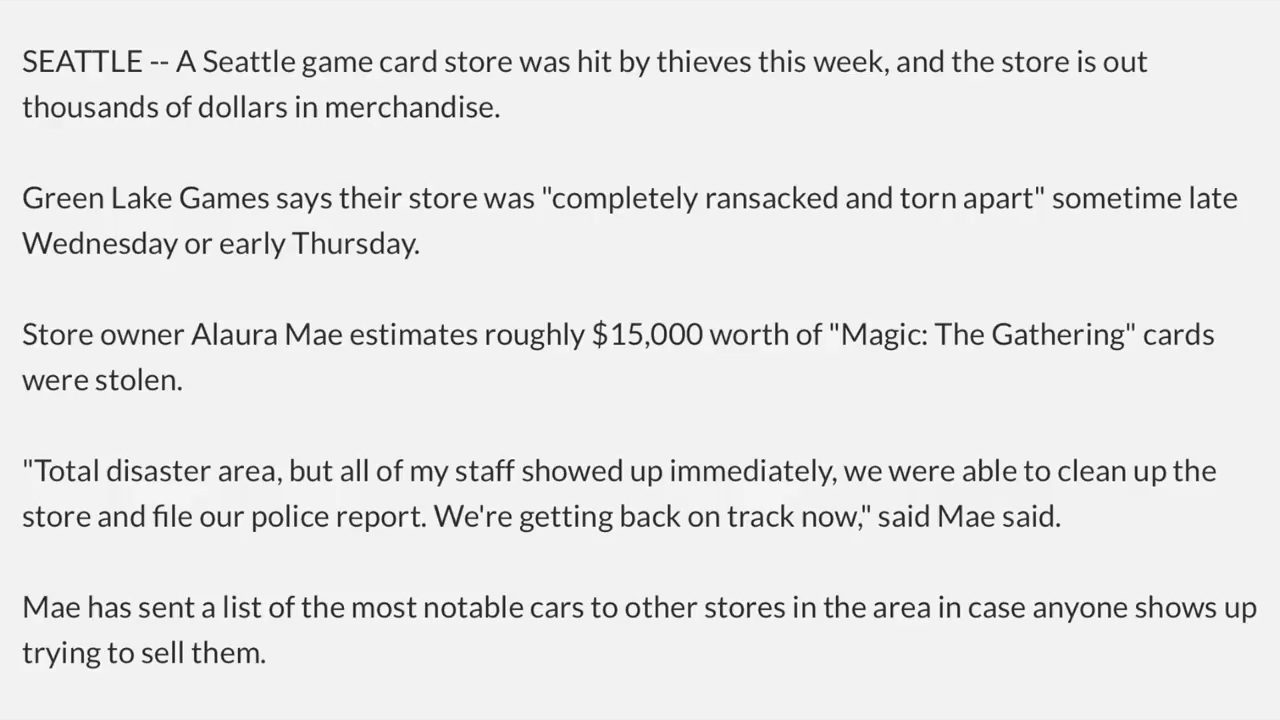 SEATTLE -- A Seattle game card store was hit by thieves this week, and the store is out
thousands of dollars in merchandise.
Green Lake Games says their store was "completely ransacked and torn apart" sometime late
Wednesday or early Thursday.
Store owner Alaura Mae estimates roughly $15,000 worth of "Magic: The Gathering" cards
were stolen.
"Total disaster area, but all of my staff showed up immediately, we were able to clean up the
store and file our police report. We're getting back on track now," said Mae said.
Mae has sent a list of the most notable cars to other stores in the area in case anyone shows up
trying to sell them.